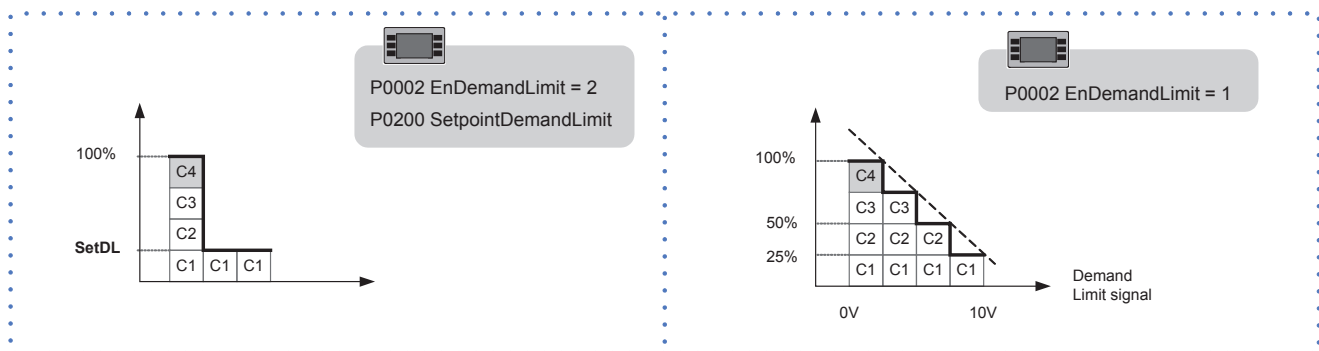 P0002 EnDemandLimit = 2
P0200 SetpointDemandLimit
100%
C4
C3
C2
SetDL
C1 C1 C1
P0002 EnDemandLimit = 1
100%
C4
C3 C3
50%
C2 C2 C2
25%
C1 C1 C1 C1
Demand
Limit signal
0V 10V